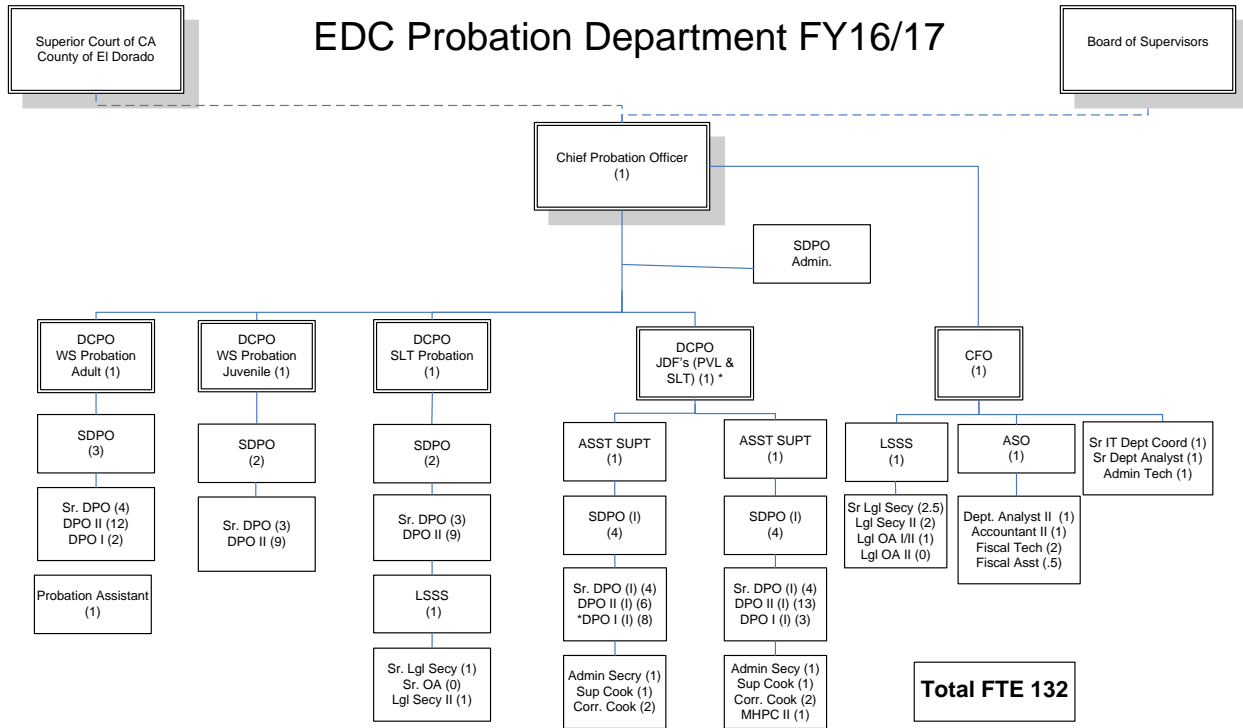 EDC Probation Department FY16/17
Superior Court of CA
County of El Dorado
Board of Supervisors
Chief Probation Officer
(1)
SDPO
Admin.
DCPO
WS Probation
Adult (1)
DCPO
WS Probation
Juvenile (1)
DCPO
SLT Probation
(1)
DCPO
JDF's (PVL &
SLT) (1) *
CFO
(1)
SDPO
(3)
Sr. DPO (4)
DPO II (12)
DPO I (2)
Probation Assistant
(1)
SDPO
(2)
Sr. DPO (3)
DPO II (9)
SDPO
(2)
Sr. DPO (3)
DPO II (9)
LSSS
(1)
Sr. Lgl Secy (1)
Sr. OA (0)
Lgl Secy II (1)
ASST SUPT
(1)
SDPO (I)
(4)
Sr. DPO (I) (4)
DPO II (I) (6)
*DPO I (I) (8)
Admin Secry (1)
Sup Cook (1)
Corr. Cook (2)
ASST SUPT
(1)
SDPO (I)
(4)
Sr. DPO (I) (4)
DPO II (I) (13)
DPO I (I) (3)
Admin Secy (1)
Sup Cook (1)
Corr. Cook (2)
MHPC II (1)
LSSS
(1)
Sr Lgl Secy (2.5)
Lgl Secy II (2)
Lgl OA I/II (1)
Lgl OA II (0)
ASO
(1)
Dept. Analyst II (1)
Accountant II (1)
Fiscal Tech (2)
Fiscal Asst (.5)
Sr IT Dept Coord (1)
Sr Dept Analyst (1)
Admin Tech (1)
Total FTE 132